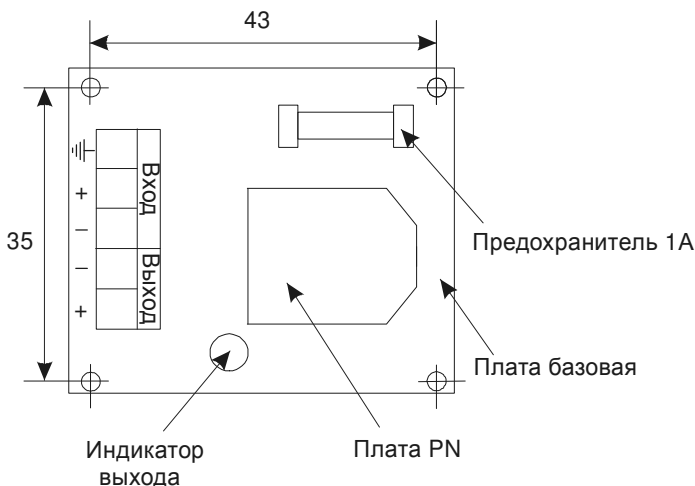 43
35
+
−
−
+
Вход
Выход
Предохранитель 1А
Плата базовая
Плата PN
Индикатор
выхода